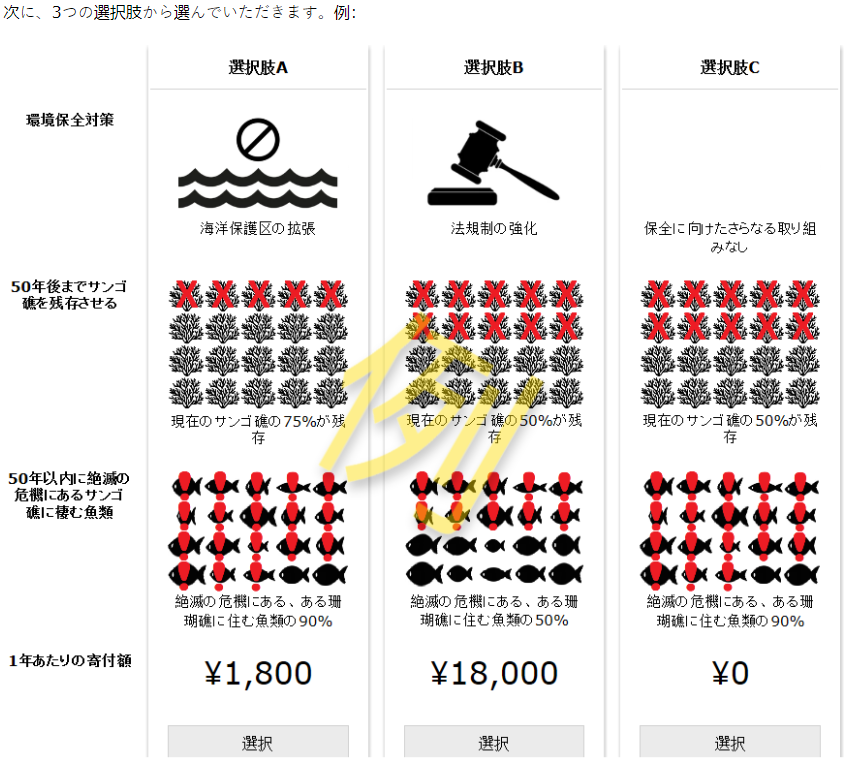 次に、3つの選択肢から選んでいただきます。例:
選択肢A
選択肢B
選択肢C
環境保全対策
海洋保護区の拡張
法規制の強化
保全に向けたさらなる取り組
みなし
50年後までサンゴ
礁を残存させる
現在のサンゴ礁の75%が残
存
現在のサンゴ礁の50%が残
存
現在のサンゴ礁の50%が残
存
50年以内に絶滅の
危機にあるサンゴ
礁に棲む魚類
絶滅の危機にある、ある珊
瑚礁に住む魚類の90%
絶滅の危機にある、ある珊
瑚礁に住む魚類の50%
絶滅の危機にある、ある珊
瑚礁に住む魚類の90%
1年あたりの寄付額
¥1,800
¥18,000
¥0
選択
選択
選択
例